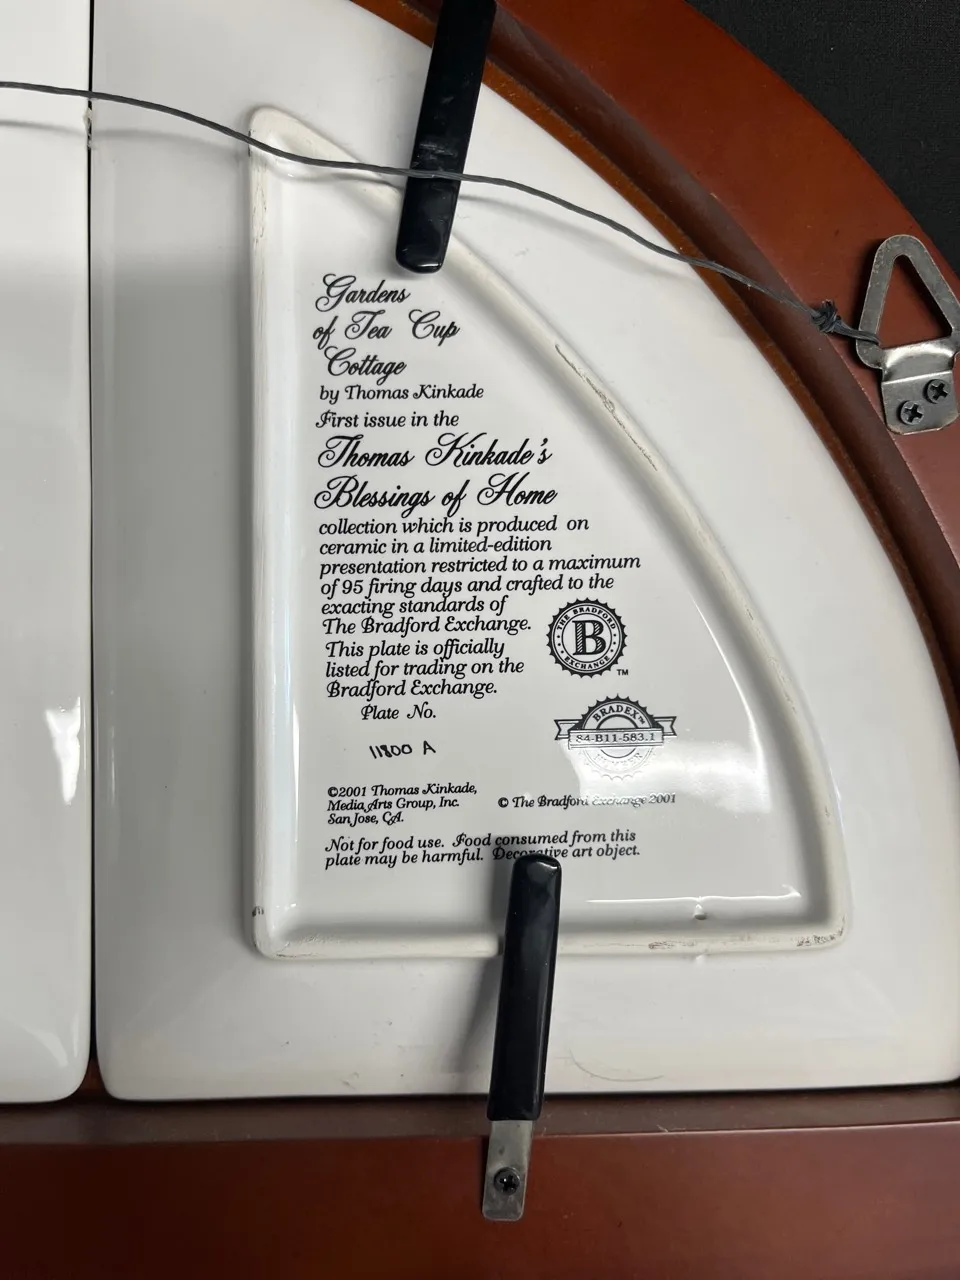 Gardens
of Tea Cup
Cottage
by Thomas Kinkade
First issue in the
Thomas Kinkade's
Blessings of Home
collection which is produced on
ceramic in a limited-edition
presentation restricted to a maximum
of 95 firing days and crafted to the
exacting standards of
The Bradford Exchange.
This plate is officially
listed for trading on the
Bradford Exchange.
Plate No.
11800 A
THE BRADFORD
B
EXCHANGE
TM
BRADEX™
84-B11-583.1
NUMBER
©2001 Thomas Kinkade,
Media Arts Group, Inc.
San Jose, CA.
© The Bradford Exchange 2001
Not for food use. Food consumed from this
plate may be harmful. Decorative art object.